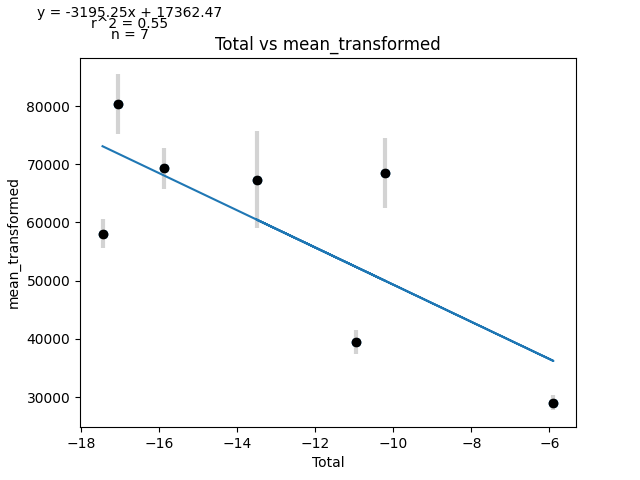 y = -3195.25x + 17362.47
r^2 = 0.55
n = 7
Total vs mean_transformed
mean_transformed
80000
70000
60000
50000
40000
30000
−18
−16
−14
−12
−10
−8
−6
Total